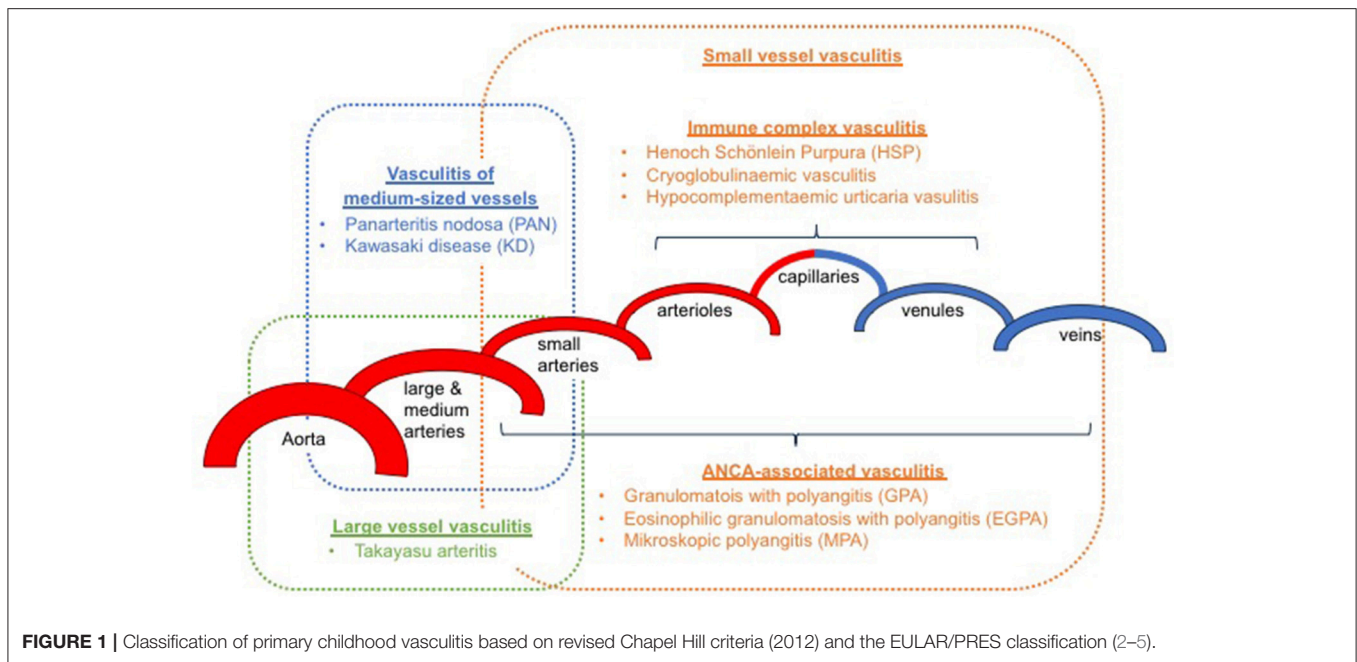 Small vessel vasculitis
Immune complex vasculitis
• Henoch Schönlein Purpura (HSP)
• Cryoglobulinaemic vasculitis
• Hypocomplementaemic urticaria vasulitis
Vasculitis of
medium-sized vessels
• Panarteritis nodosa (PAN)
• Kawasaki disease (KD)
capillaries
arterioles
venules
small
arteries
veins
large &
medium
arteries
Aorta
ANCA-associated vasculitis
• Granulomatois with polyangitis (GPA)
• Eosinophilic granulomatosis with polyangitis (EGPA)
• Mikroskopic polyangitis (MPA)
Large vessel vasculitis
• Takayasu arteritis
FIGURE 1 | Classification of primary childhood vasculitis based on revised Chapel Hill criteria (2012) and the EULAR/PRES classification (2–5).